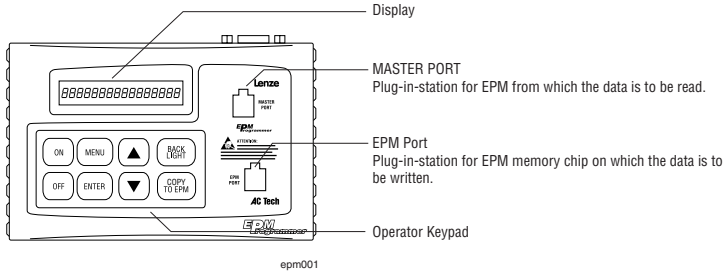 Display
Lenze
8888888888888888
MASTER PORT
MASTER
PORT
Plug-in-station for EPM from which the data is to be read.
EPM
Programmer
ATTENTION:
ON
MENU
BACK
LIGHT
EPM Port
Plug-in-station for EPM memory chip on which the data is to
be written.
OFF
ENTER
COPY
TO EPM
EPM
PORT
AC Tech
EPM
Programmer
Operator Keypad
epm001